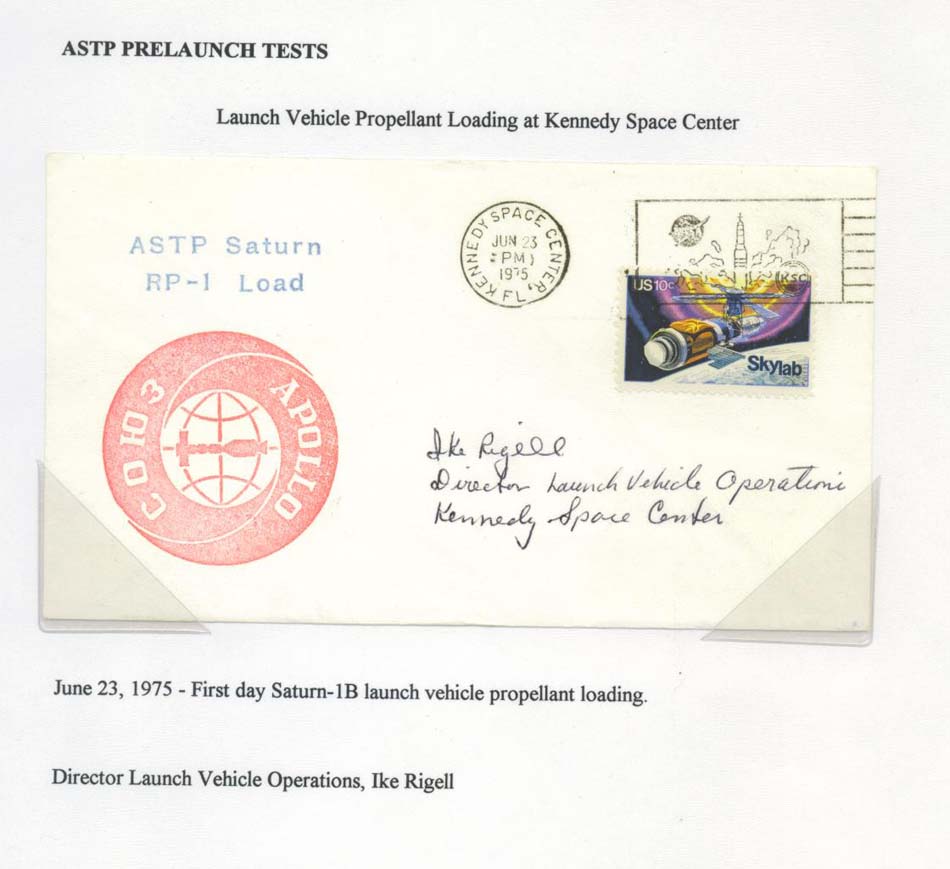 ASTP PRELAUNCH TESTS
Launch Vehicle Propellant Loading at Kennedy Space Center
ASTP Saturn
RP-1 Load
KENNEDY SPACE CENTER, FL.
JUN 23
PM
1975
KSC
US 10c
Skylab
СОЮЗ
APOLLO
Ike Rigell
Director Launch Vehicle Operations
Kennedy Space Center
June 23, 1975 - First day Saturn-1B launch vehicle propellant loading.
Director Launch Vehicle Operations, Ike Rigell